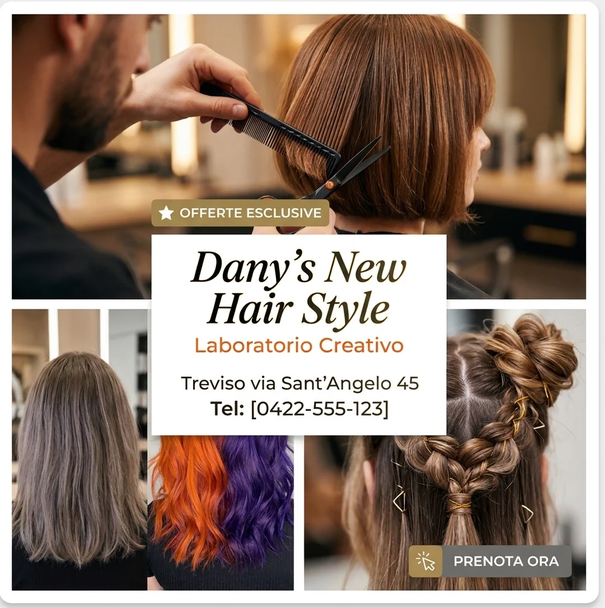 OFFERTE ESCLUSIVE
Dany's New
Hair Style
Laboratorio Creativo
Treviso via Sant'Angelo 45
Tel: [0422-555-123]
PRENOTA ORA